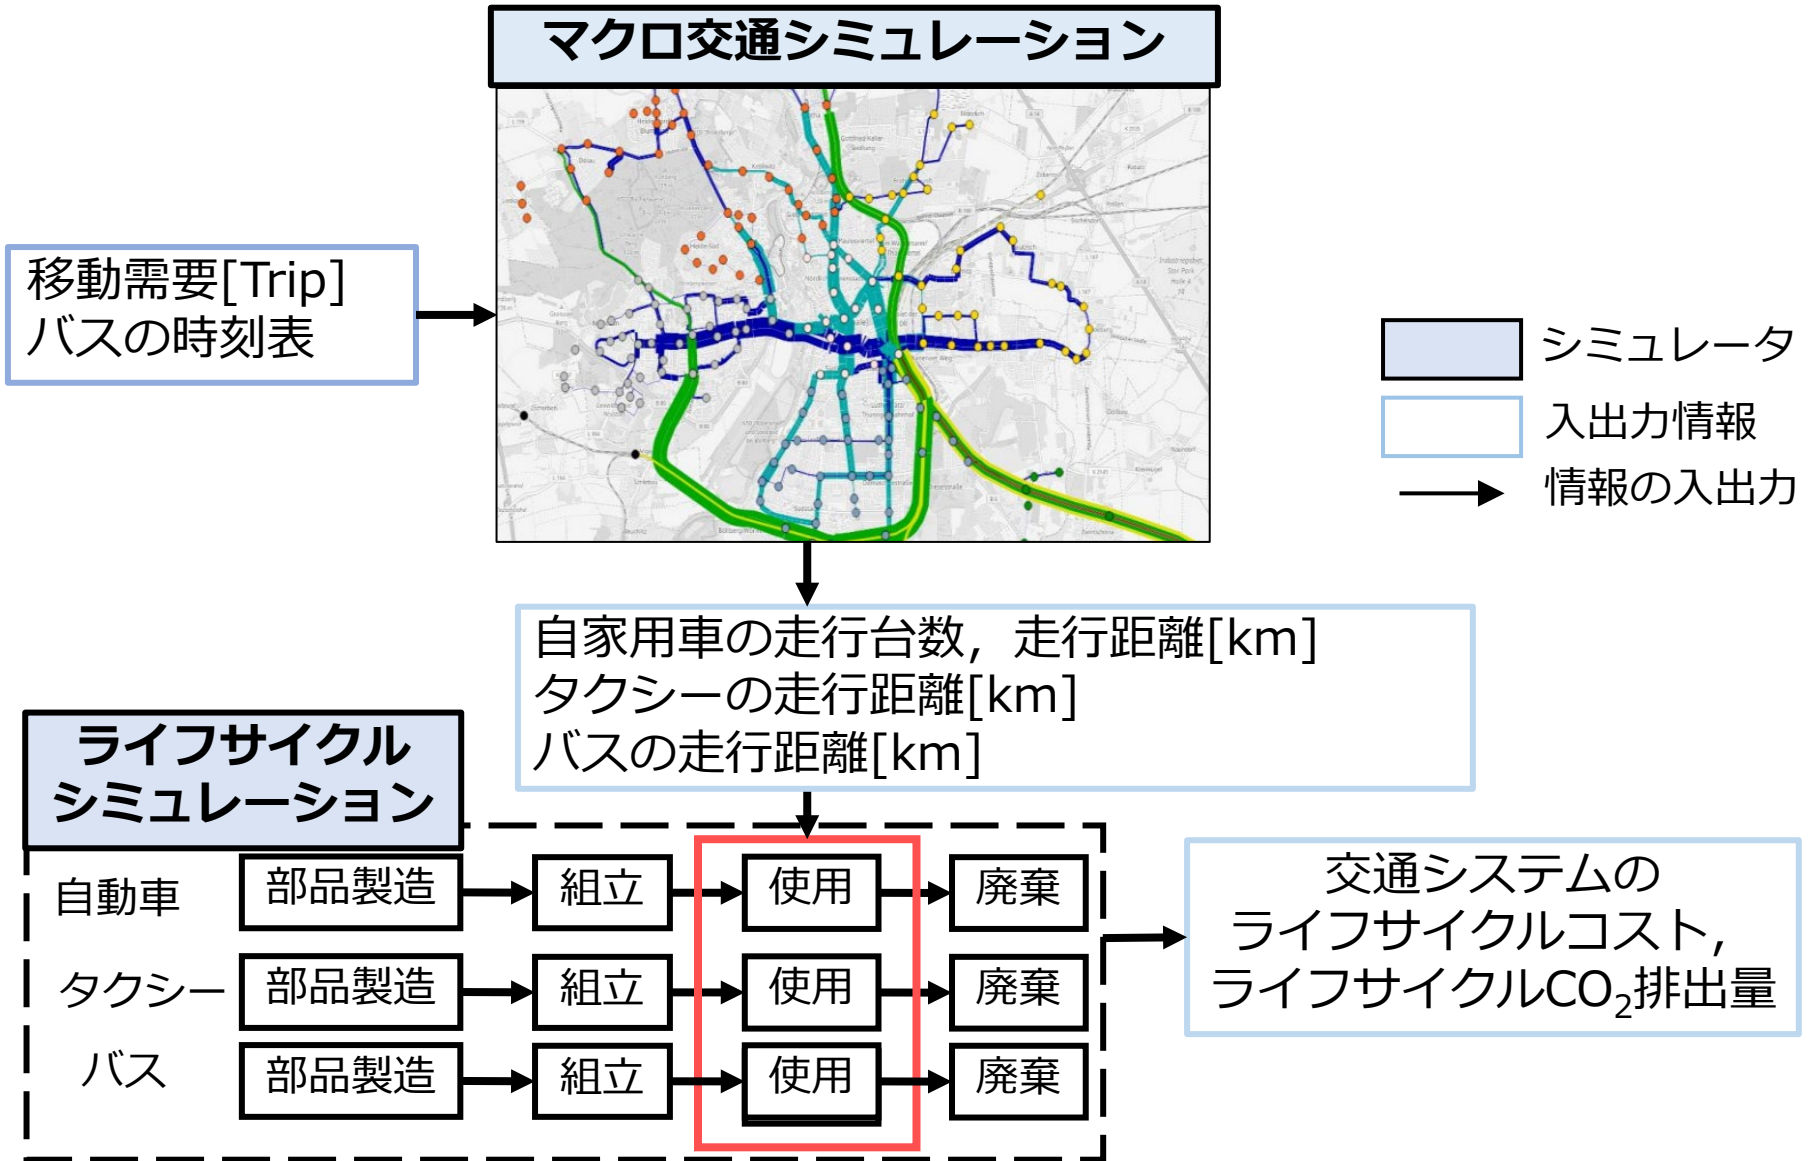 マクロ交通シミュレーション
移動需要[Trip]
バスの時刻表
シミュレータ
入出力情報
情報の入出力
自家用車の走行台数，走行距離[km]
タクシーの走行距離[km]
バスの走行距離[km]
ライフサイクル
シミュレーション
自動車
部品製造
組立
使用
廃棄
タクシー
部品製造
組立
使用
廃棄
バス
部品製造
組立
使用
廃棄
交通システムの
ライフサイクルコスト，
ライフサイクルCO₂排出量